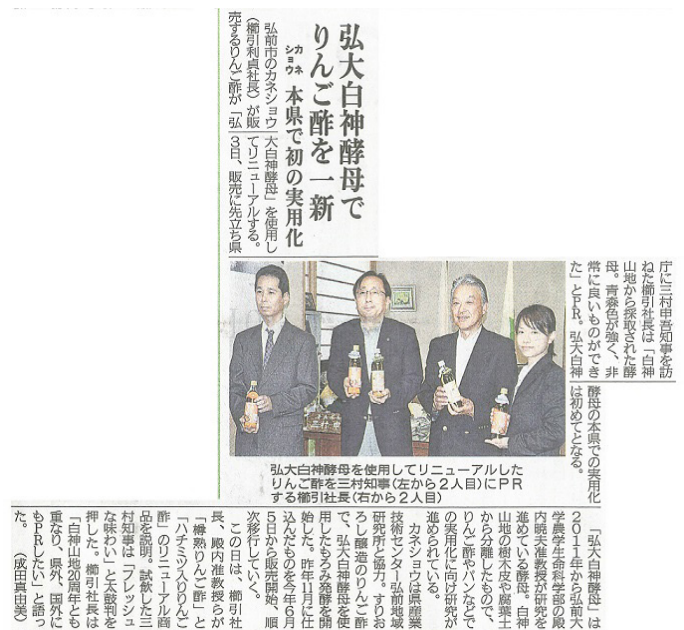 弘大白神酵母で
りんご酢を一新
カネショウ 本県で初の実用化
弘前市のカネショウ
(櫛引利貞社長)が販
売するりんご酢が「弘
大白神酵母」を使用し
てリニューアルする。
3日、販売に先立ち県
庁に三村申吾知事を訪
ねた櫛引社長は「白神
山地から採取された酵
母。青森色が強く、非
常に良いものができ
た」とPR。弘大白神
酵母の本県での実用化
は初めてとなる。
弘大白神酵母を使用してリニューアルした
りんご酢を三村知事(左から2人目)にPR
する櫛引社長(右から2人目)
「弘大白神酵母」は
2011年から弘前大
学農学生命科学部の殿
内暁夫准教授が研究を
進めている酵母。白神
山地の樹木皮や腐葉土
から分離したもので、
りんご酢やパンなどで
の実用化に向け研究が
進められている。
カネショウは県産業
技術センター弘前地域
研究所と協力。すりお
ろし醸造のりんご酢
で、弘大白神酵母を使
用したもろみ発酵を開
始した。昨年11月に仕
込んだものを今年6月
5日から販売開始、順
次移行していく。
この日は、櫛引社
長、殿内准教授らが
「樽熟りんご酢」と
「ハチミツ入りりんご
酢」のリニューアル商
品を説明。試飲した三
村知事は「フレッシュ
な味わい」と太鼓判を
押した。櫛引社長は
「白神山地20周年とも
重なり、県外、国外に
もPRしたい」と語っ
た。(成田真由美)